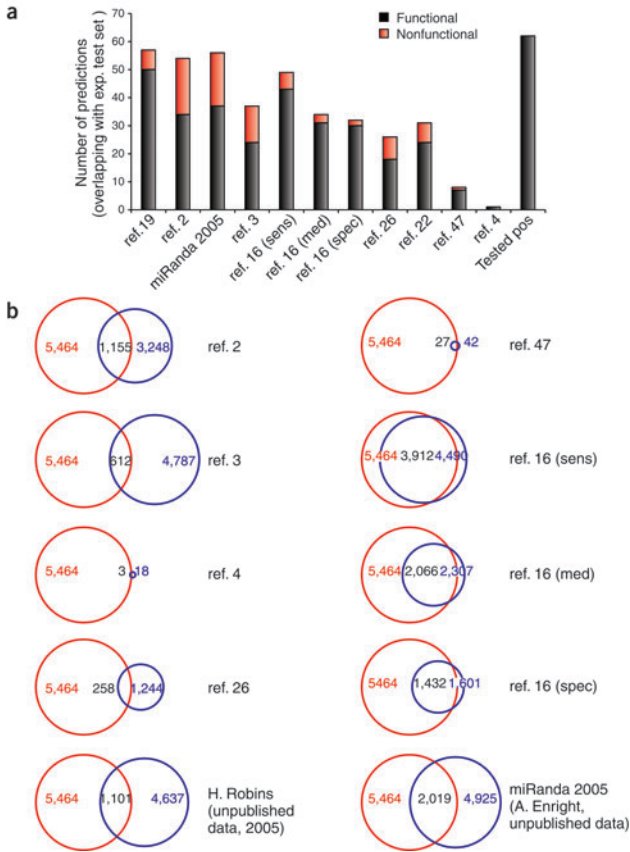 a
Number of predictions
(overlapping with exp. test set )
70
60
50
40
30
20
10
0
Functional
Nonfunctional
ref. 19
ref. 2
miRanda 2005
ref. 3
ref. 16 (sens)
ref. 16 (med)
ref. 16 (spec)
ref. 26
ref. 22
ref. 47
ref. 4
Tested pos
b
5,464 1,155 3,248 ref. 2
5,464 27 42 ref. 47
5,464 612 4,787 ref. 3
5,464 3,912 4,490 ref. 16 (sens)
5,464 3 18 ref. 4
5,464 2,066 2,307 ref. 16 (med)
5,464 258 1,244 ref. 26
5464 1,432 1,601 ref. 16 (spec)
5,464 1,101 4,637
H. Robins
(unpublished
data, 2005)
5,464 2,019 4,925
miRanda 2005
(A. Enright,
unpublished data)